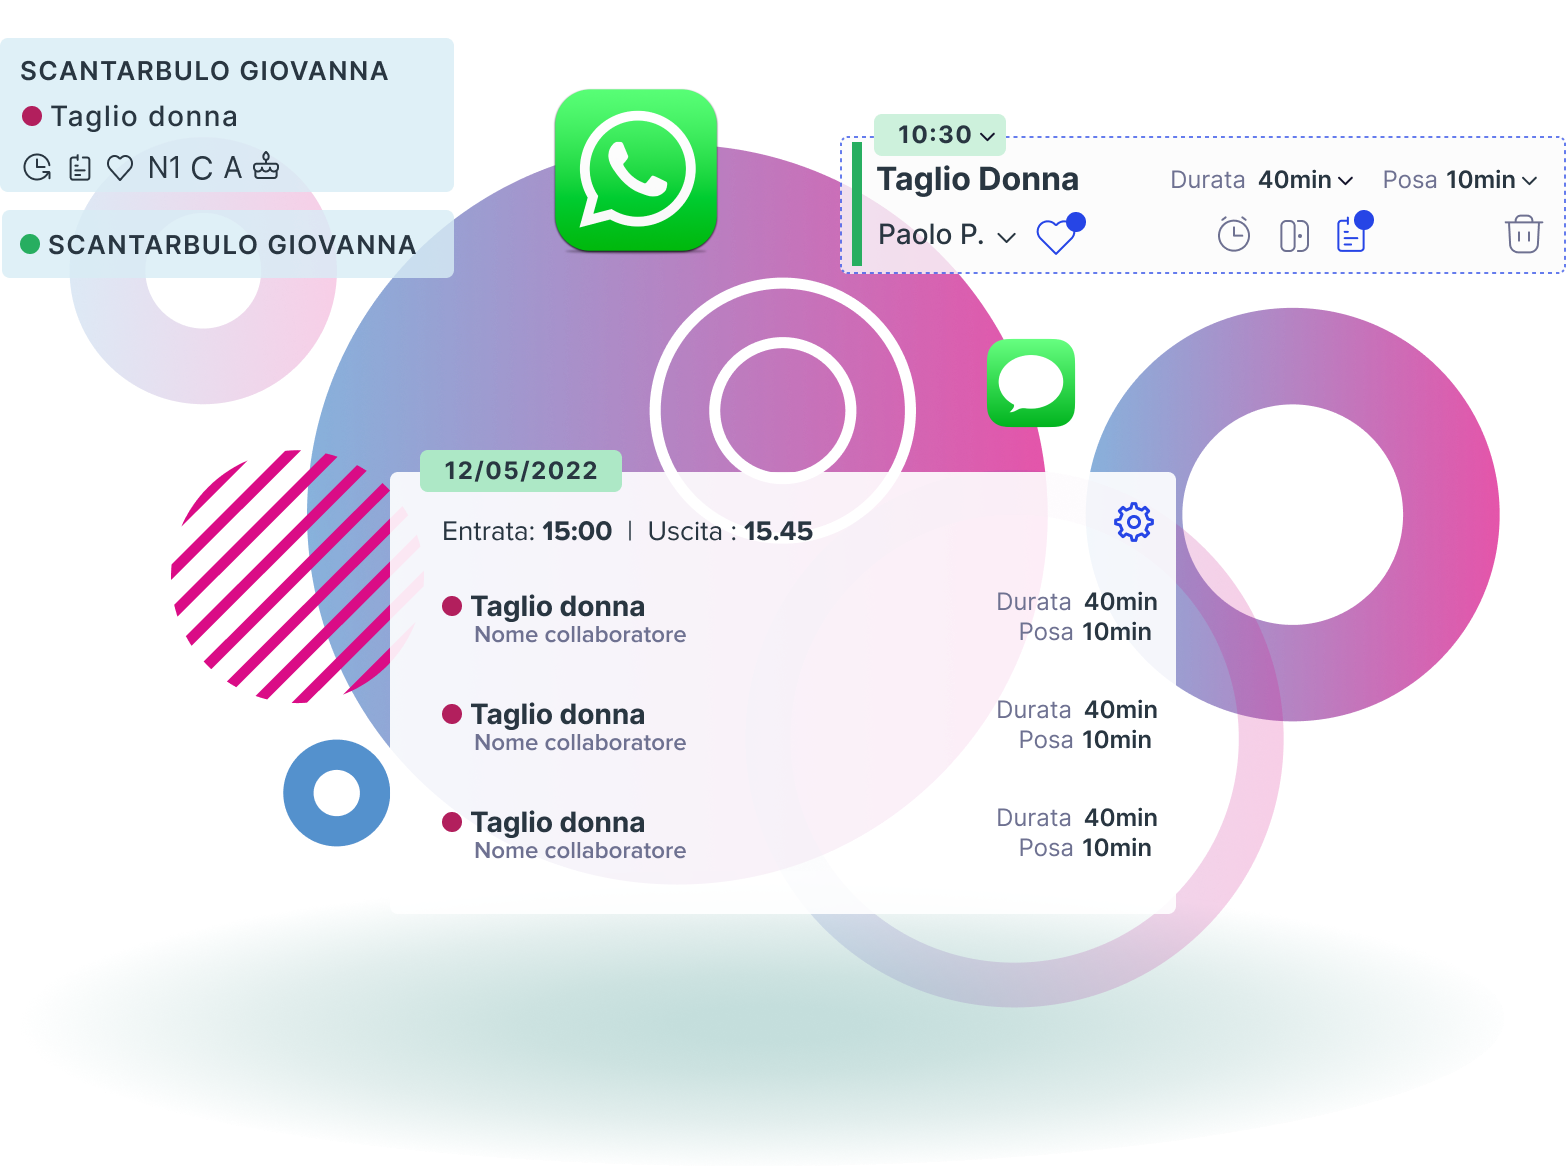 SCANTARBULO GIOVANNA
Taglio donna
N1 C A
SCANTARBULO GIOVANNA
10:30
Taglio Donna Durata 40min Posa 10min
Paolo P.
12/05/2022
Entrata: 15:00 | Uscita : 15.45
Taglio donna Durata 40min
Nome collaboratore Posa 10min
Taglio donna Durata 40min
Nome collaboratore Posa 10min
Taglio donna Durata 40min
Nome collaboratore Posa 10min